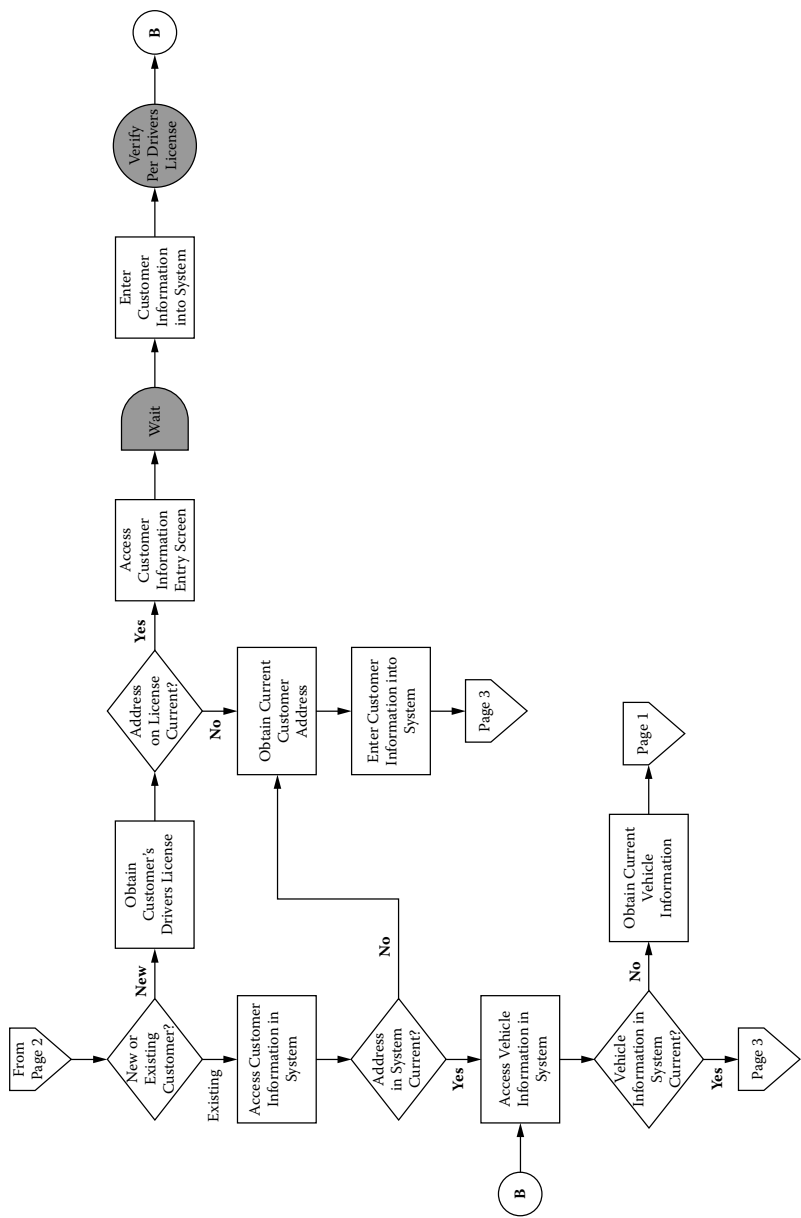 From
Page 2
New or
Existing
Customer?
New
Existing
Obtain
Customer's
Drivers License
Address
on License
Current?
Yes
No
Access
Customer
Information
Entry Screen
Wait
Enter
Customer
Information
into System
Verify
Per Drivers
License
B
Access Customer
Information in
System
Obtain Current
Customer
Address
Address
in System
Current?
No
Yes
Enter Customer
Information into
System
Page 3
B
Access Vehicle
Information in
System
Vehicle
Information in
System
Current?
No
Yes
Obtain Current
Vehicle
Information
Page 1
Page 3